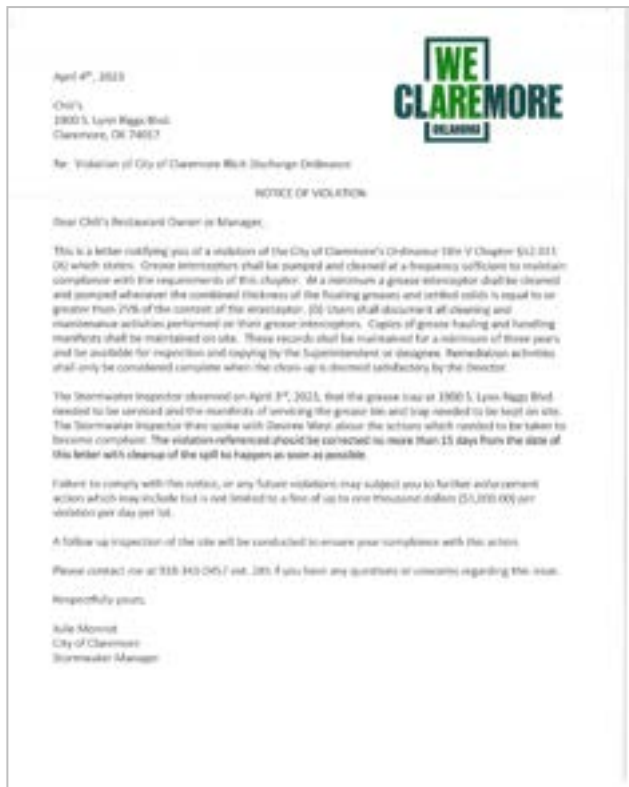 WE
CLAREMORE
OKLAHOMA
April 4th, 2023
Chili's
1900 S. Lynn Riggs Blvd.
Claremore, OK 74017
Re: Violation of City of Claremore Illicit Discharge Ordinance
NOTICE OF VIOLATION
Dear Chili's Restaurant Owner or Manager,
This is a letter notifying you of a violation of the City of Claremore's Ordinance Title V Chapter
(A) which states: Grease interceptors shall be pumped and cleaned at a frequency sufficient to maintain
compliance with the requirements of this chapter. At a minimum a grease interceptor shall be cleaned
and pumped whenever the combined thickness of the floating greases and settled solids is equal to or
greater than 25% of the content of the interceptor. (D) Users shall document all cleaning and
maintenance activities performed on their grease interceptors. Copies of grease hauling and handling
manifests shall be maintained on site. These records shall be maintained for a minimum of three years
and be available for inspection and copying by the Superintendent or designee. Remediation activities
shall only be considered complete when the clean-up is deemed satisfactory by the Director.
The Stormwater Inspector observed on April 3rd, 2023, that the grease trap at 1900 S. Lynn Riggs Blvd.
needed to be serviced and the manifests of servicing the grease bin and trap needed to be kept on site.
The Stormwater Inspector then spoke with Desiree West about the actions which needed to be taken to
become compliant. The violation referenced should be corrected no more than 15 days from the date of
this letter with cleanup of the spill to happen as soon as possible.
Failure to comply with this notice, or any future violations may subject you to further enforcement
action which may include but is not limited to a fine of up to one thousand dollars ($1,000.00) per
violation per day per lot.
A follow up inspection of the site will be conducted to ensure your compliance with this action.
Please contact me at ext. if you have any questions or concerns regarding this issue.
Respectfully yours,
Julie
City of Claremore
Stormwater Manager